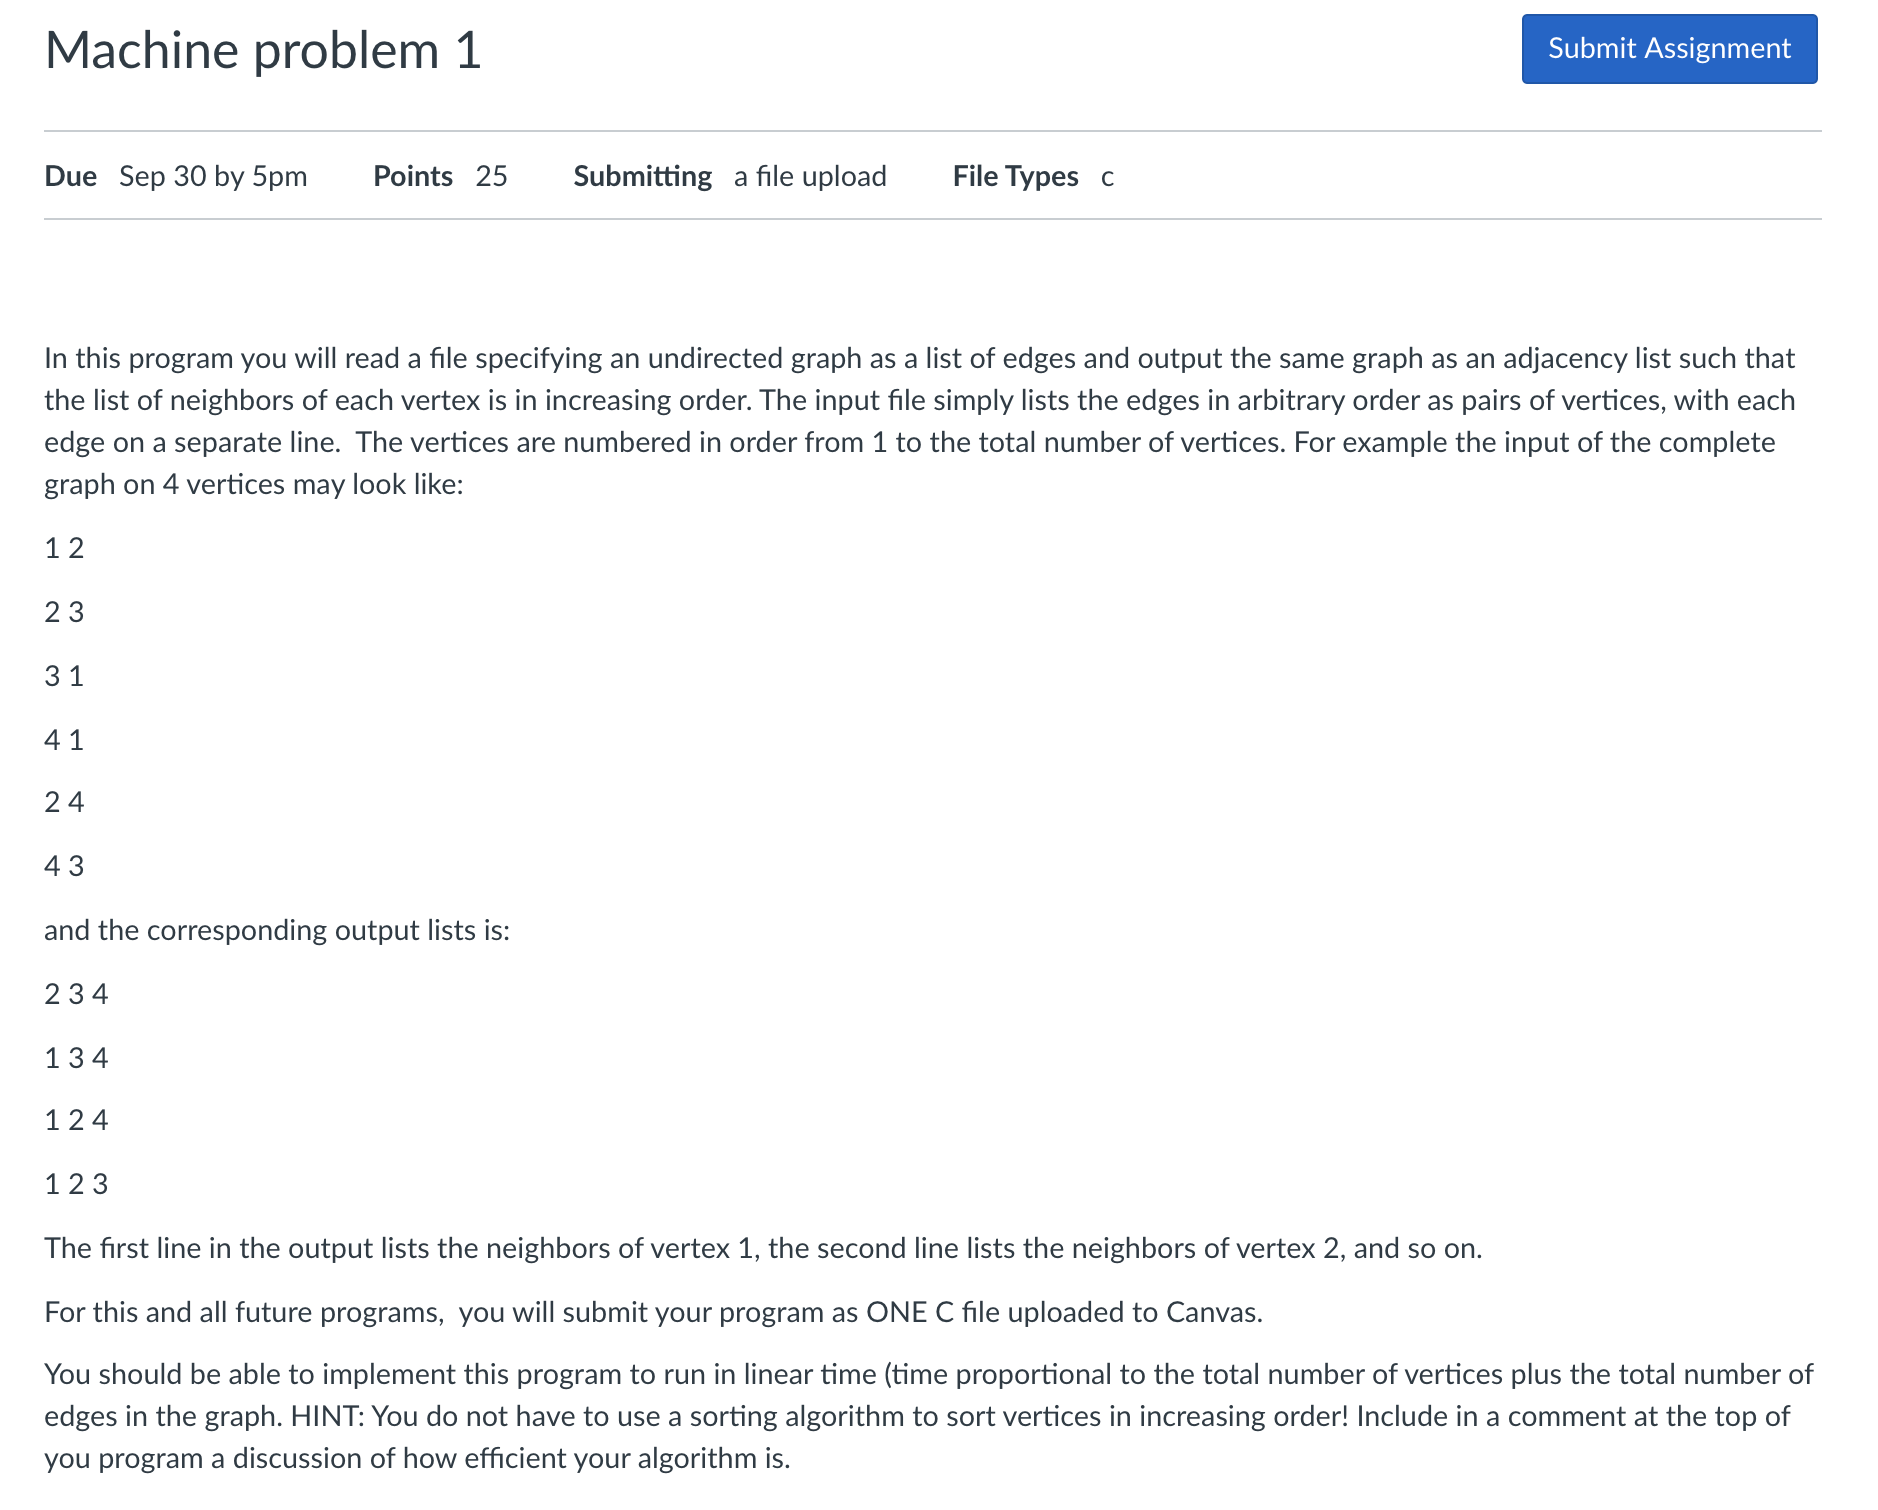 Machine problem 1
Submit Assignment
Due Sep 30 by 5pm Points 25 Submitting a file upload File Types c
In this program you will read a file specifying an undirected graph as a list of edges and output the same graph as an adjacency list such that
the list of neighbors of each vertex is in increasing order. The input file simply lists the edges in arbitrary order as pairs of vertices, with each
edge on a separate line. The vertices are numbered in order from 1 to the total number of vertices. For example the input of the complete
graph on 4 vertices may look like:
1 2
2 3
3 1
4 1
2 4
4 3
and the corresponding output lists is:
2 3 4
1 3 4
1 2 4
1 2 3
The first line in the output lists the neighbors of vertex 1, the second line lists the neighbors of vertex 2, and so on.
For this and all future programs, you will submit your program as ONE C file uploaded to Canvas.
You should be able to implement this program to run in linear time (time proportional to the total number of vertices plus the total number of
edges in the graph. HINT: You do not have to use a sorting algorithm to sort vertices in increasing order! Include in a comment at the top of
you program a discussion of how efficient your algorithm is.